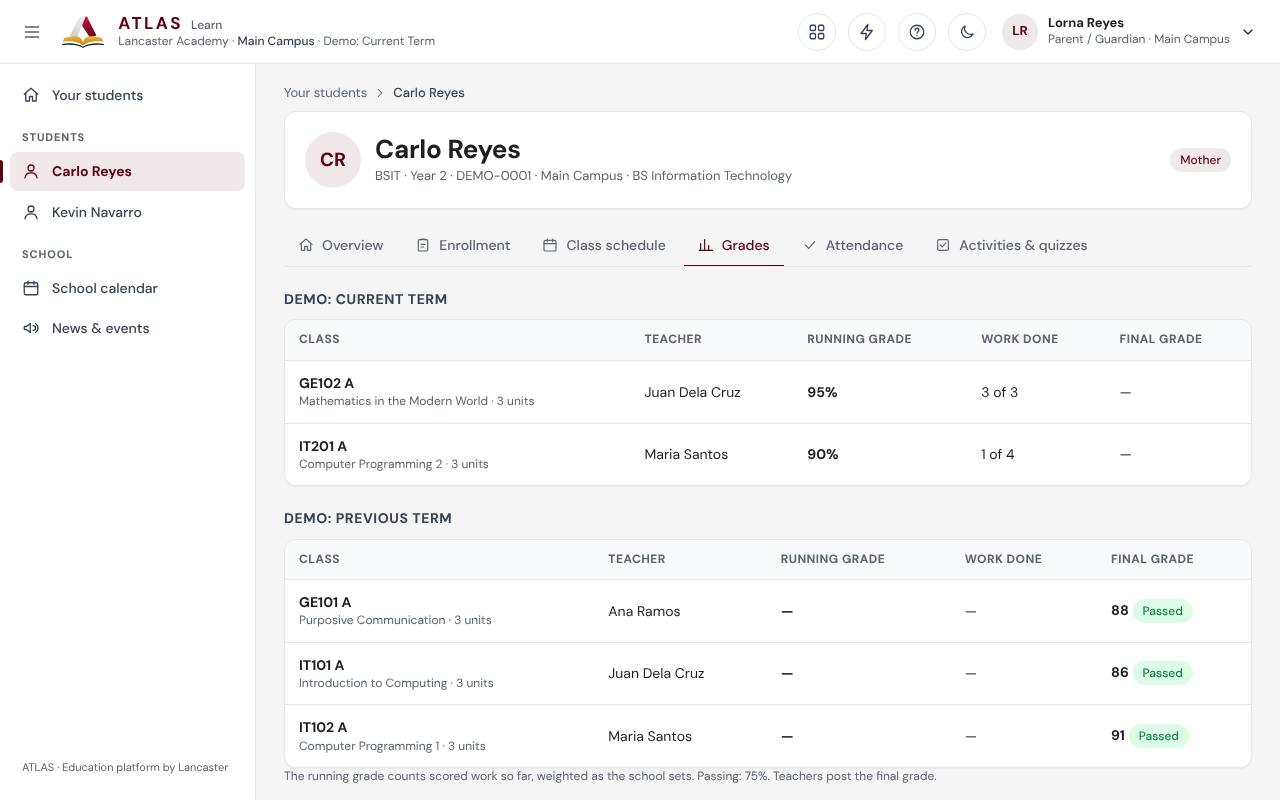 ATLAS Learn
Lancaster Academy · Main Campus · Demo: Current Term
LR
Lorna Reyes
Parent / Guardian · Main Campus
Your students
STUDENTS
Carlo Reyes
Kevin Navarro
SCHOOL
School calendar
News & events
ATLAS · Education platform by Lancaster
Your students > Carlo Reyes
CR
Carlo Reyes
BSIT · Year 2 · DEMO-0001 · Main Campus · BS Information Technology
Mother
Overview Enrollment Class schedule Grades Attendance Activities & quizzes
DEMO: CURRENT TERM
CLASS TEACHER RUNNING GRADE WORK DONE FINAL GRADE
GE102 A
Mathematics in the Modern World · 3 units
Juan Dela Cruz 95% 3 of 3 —
IT201 A
Computer Programming 2 · 3 units
Maria Santos 90% 1 of 4 —
DEMO: PREVIOUS TERM
CLASS TEACHER RUNNING GRADE WORK DONE FINAL GRADE
GE101 A
Purposive Communication · 3 units
Ana Ramos — — 88 Passed
IT101 A
Introduction to Computing · 3 units
Juan Dela Cruz — — 86 Passed
IT102 A
Computer Programming 1 · 3 units
Maria Santos — — 91 Passed
The running grade counts scored work so far, weighted as the school sets. Passing: 75%. Teachers post the final grade.